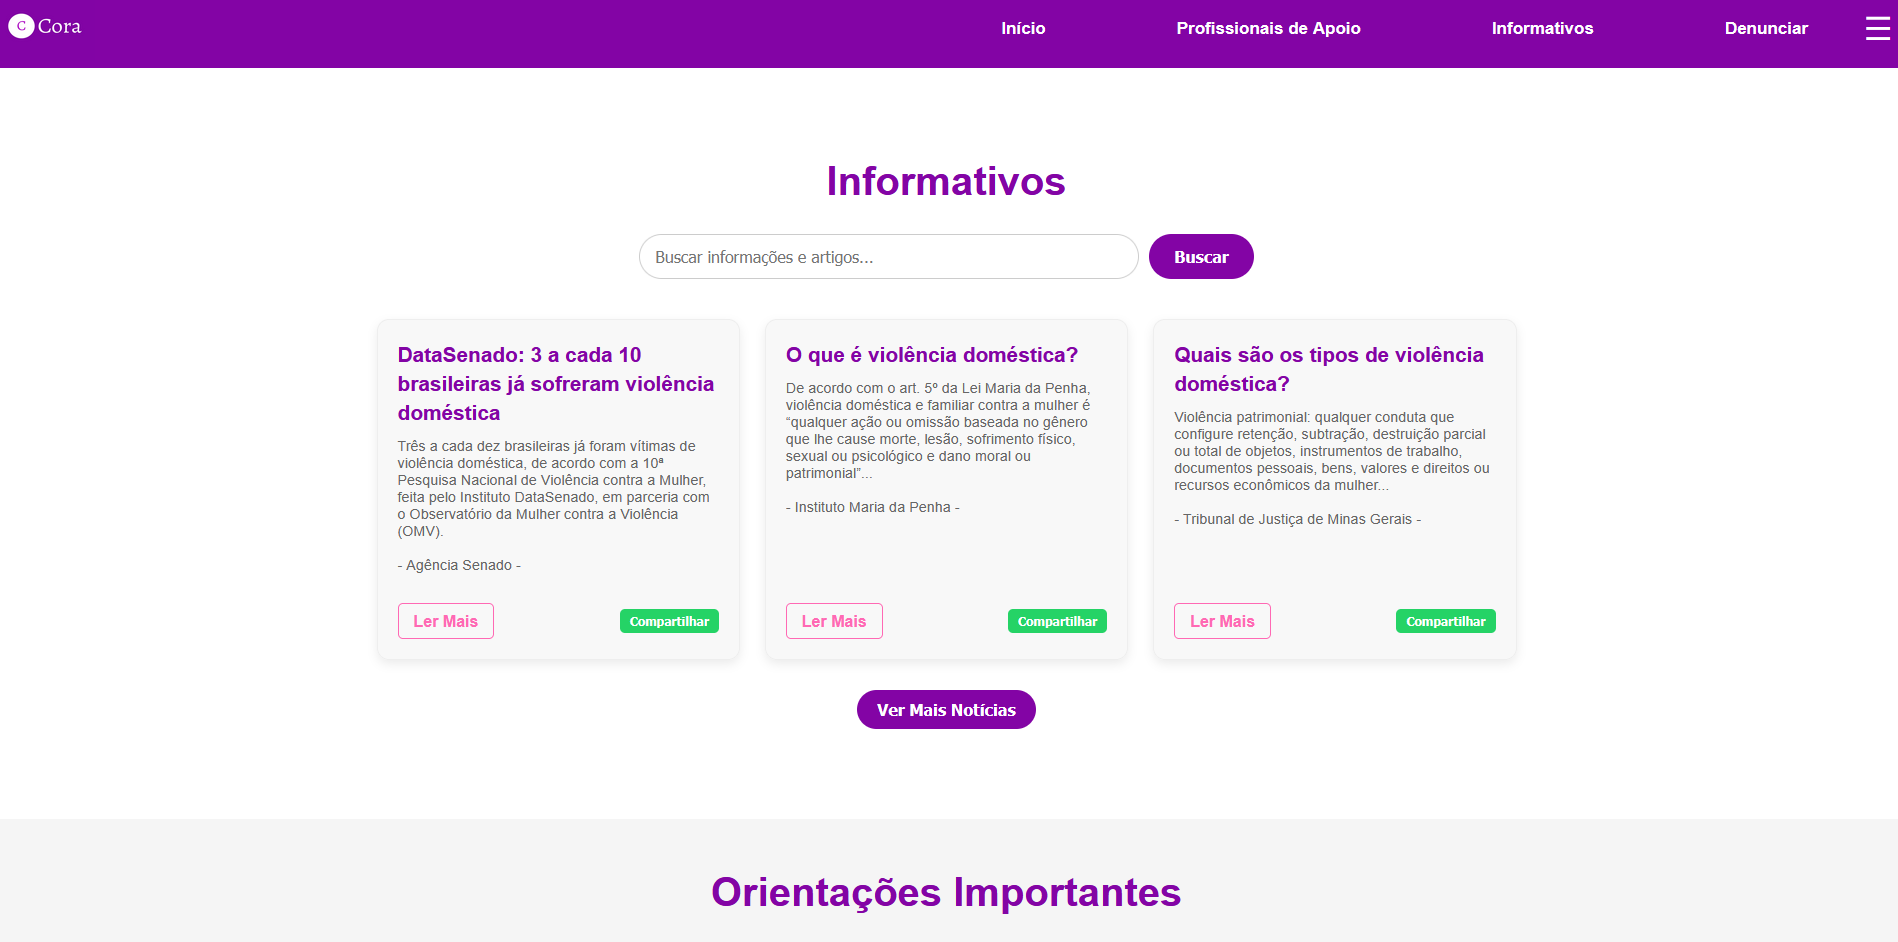 C Cora
Início
Profissionais de Apoio
Informativos
Denunciar
Informativos
Buscar informações e artigos...
Buscar
DataSenado: 3 a cada 10
brasileiras já sofreram violência
doméstica
Três a cada dez brasileiras já foram vítimas de
violência doméstica, de acordo com a 10ª
Pesquisa Nacional de Violência contra a Mulher,
feita pelo Instituto DataSenado, em parceria com
o Observatório da Mulher contra a Violência
(OMV).
- Agência Senado -
Ler Mais
Compartilhar
O que é violência doméstica?
De acordo com o art. 5º da Lei Maria da Penha,
violência doméstica e familiar contra a mulher é
“qualquer ação ou omissão baseada no gênero
que lhe cause morte, lesão, sofrimento físico,
sexual ou psicológico e dano moral ou
patrimonial”...
- Instituto Maria da Penha -
Ler Mais
Compartilhar
Quais são os tipos de violência
doméstica?
Violência patrimonial: qualquer conduta que
configure retenção, subtração, destruição parcial
ou total de objetos, instrumentos de trabalho,
documentos pessoais, bens, valores e direitos ou
recursos econômicos da mulher...
- Tribunal de Justiça de Minas Gerais -
Ler Mais
Compartilhar
Ver Mais Notícias
Orientações Importantes